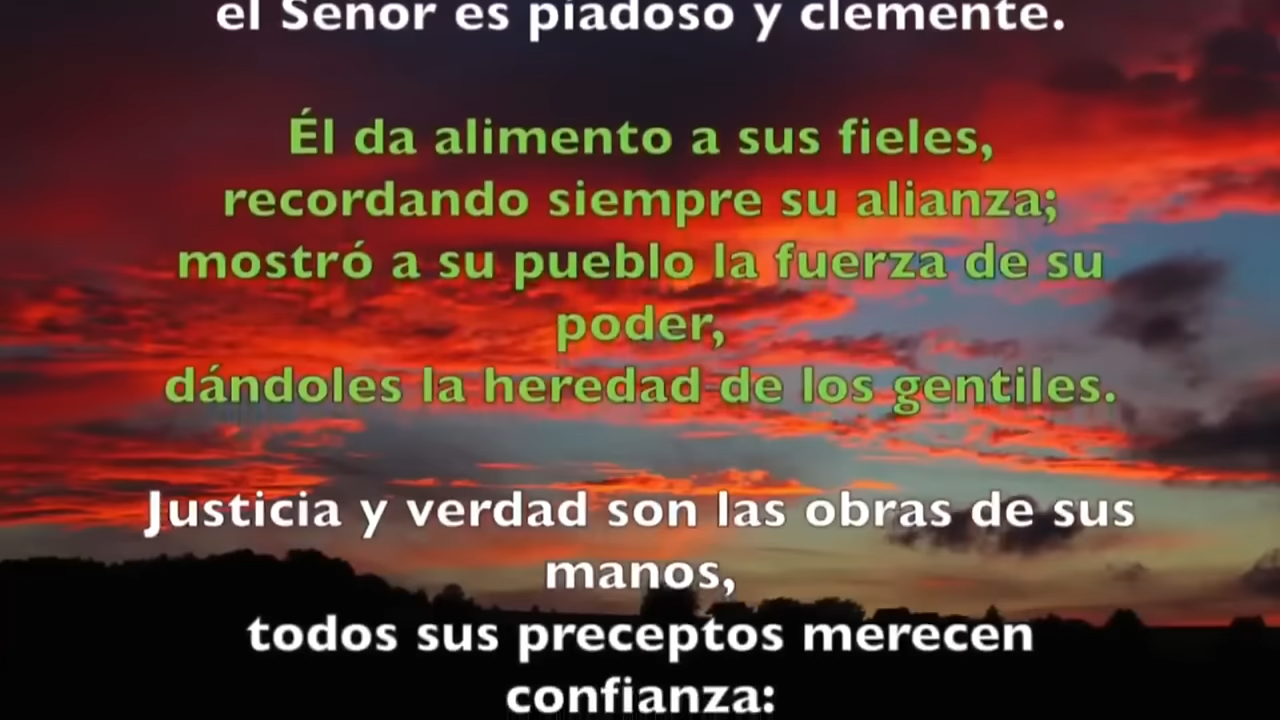 el Señor es piadoso y clemente.
Él da alimento a sus fieles,
recordando siempre su alianza;
mostró a su pueblo la fuerza de su
poder,
dándoles la heredad de los gentiles.
Justicia y verdad son las obras de sus
manos,
todos sus preceptos merecen
confianza: